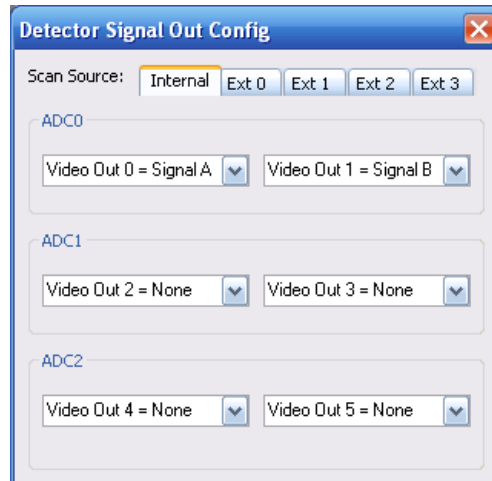 Detector Signal Out Config
Scan Source: Internal Ext 0 Ext 1 Ext 2 Ext 3
ADC0
Video Out 0 = Signal A Video Out 1 = Signal B
ADC1
Video Out 2 = None Video Out 3 = None
ADC2
Video Out 4 = None Video Out 5 = None